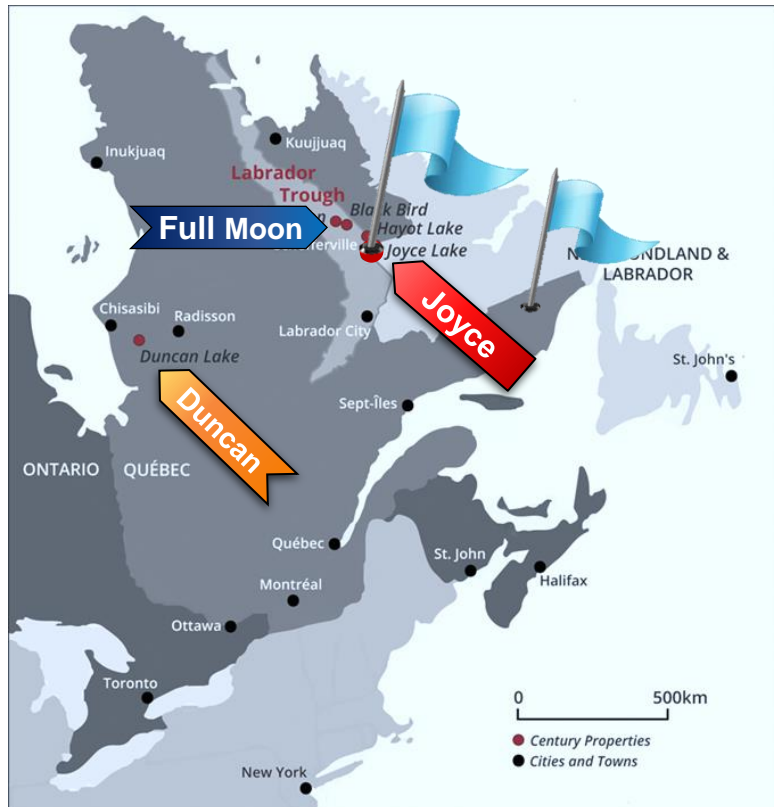 Inukjuaq
Kuujjuaq
Labrador
Trough
Black Bird
Full Moon
Hayot Lake
Joyce Lake
LABRADOR
Joyce
Chisasibi
Radisson
Labrador City
Duncan Lake
St. John's
Duncan
Sept-Îles
ONTARIO
QUÉBEC
Québec
St. John
Halifax
Montréal
Ottawa
Toronto
0
500km
Century Properties
Cities and Towns
New York